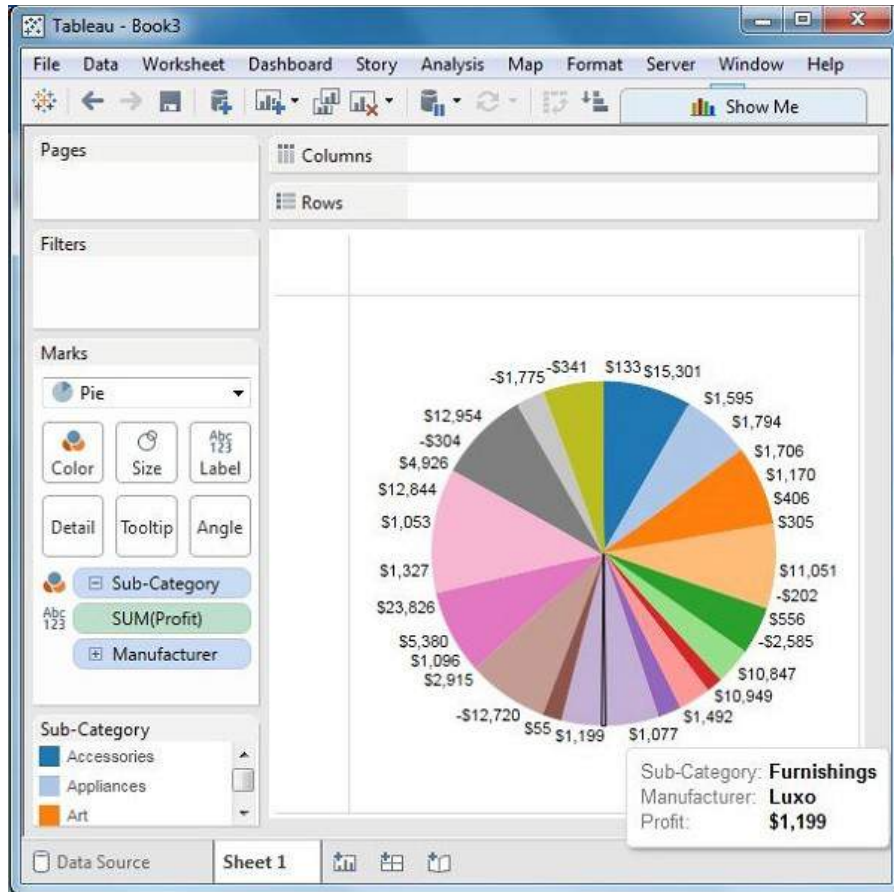 Tableau - Book3
File Data Worksheet Dashboard Story Analysis Map Format Server Window Help
Show Me
Pages
Columns
Rows
Filters
Marks
Pie
Color
Size
Abc
123
Label
Detail
Tooltip
Angle
Sub-Category
Abc
123
SUM(Profit)
Manufacturer
Sub-Category
Accessories
Appliances
Art
-$1,775
-$341
$133
$15,301
$1,595
$1,794
$1,706
$1,170
$406
$305
$11,051
-$202
$556
-$2,585
$10,847
$10,949
$1,492
$1,077
$1,199
$55
-$12,720
$2,915
$1,096
$5,380
$23,826
$1,327
$1,053
$12,844
$4,926
-$304
$12,954
Sub-Category: Furnishings
Manufacturer: Luxo
Profit: $1,199
Data Source
Sheet 1